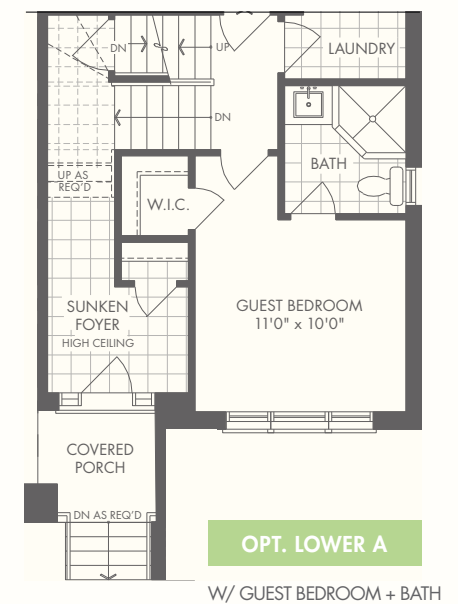 DN
UP
LAUNDRY
DN
BATH
UP AS
REQ'D
W.I.C.
SUNKEN
FOYER
HIGH CEILING
GUEST BEDROOM
11'0" x 10'0"
COVERED
PORCH
DN AS REQ'D
OPT. LOWER A
W/ GUEST BEDROOM + BATH